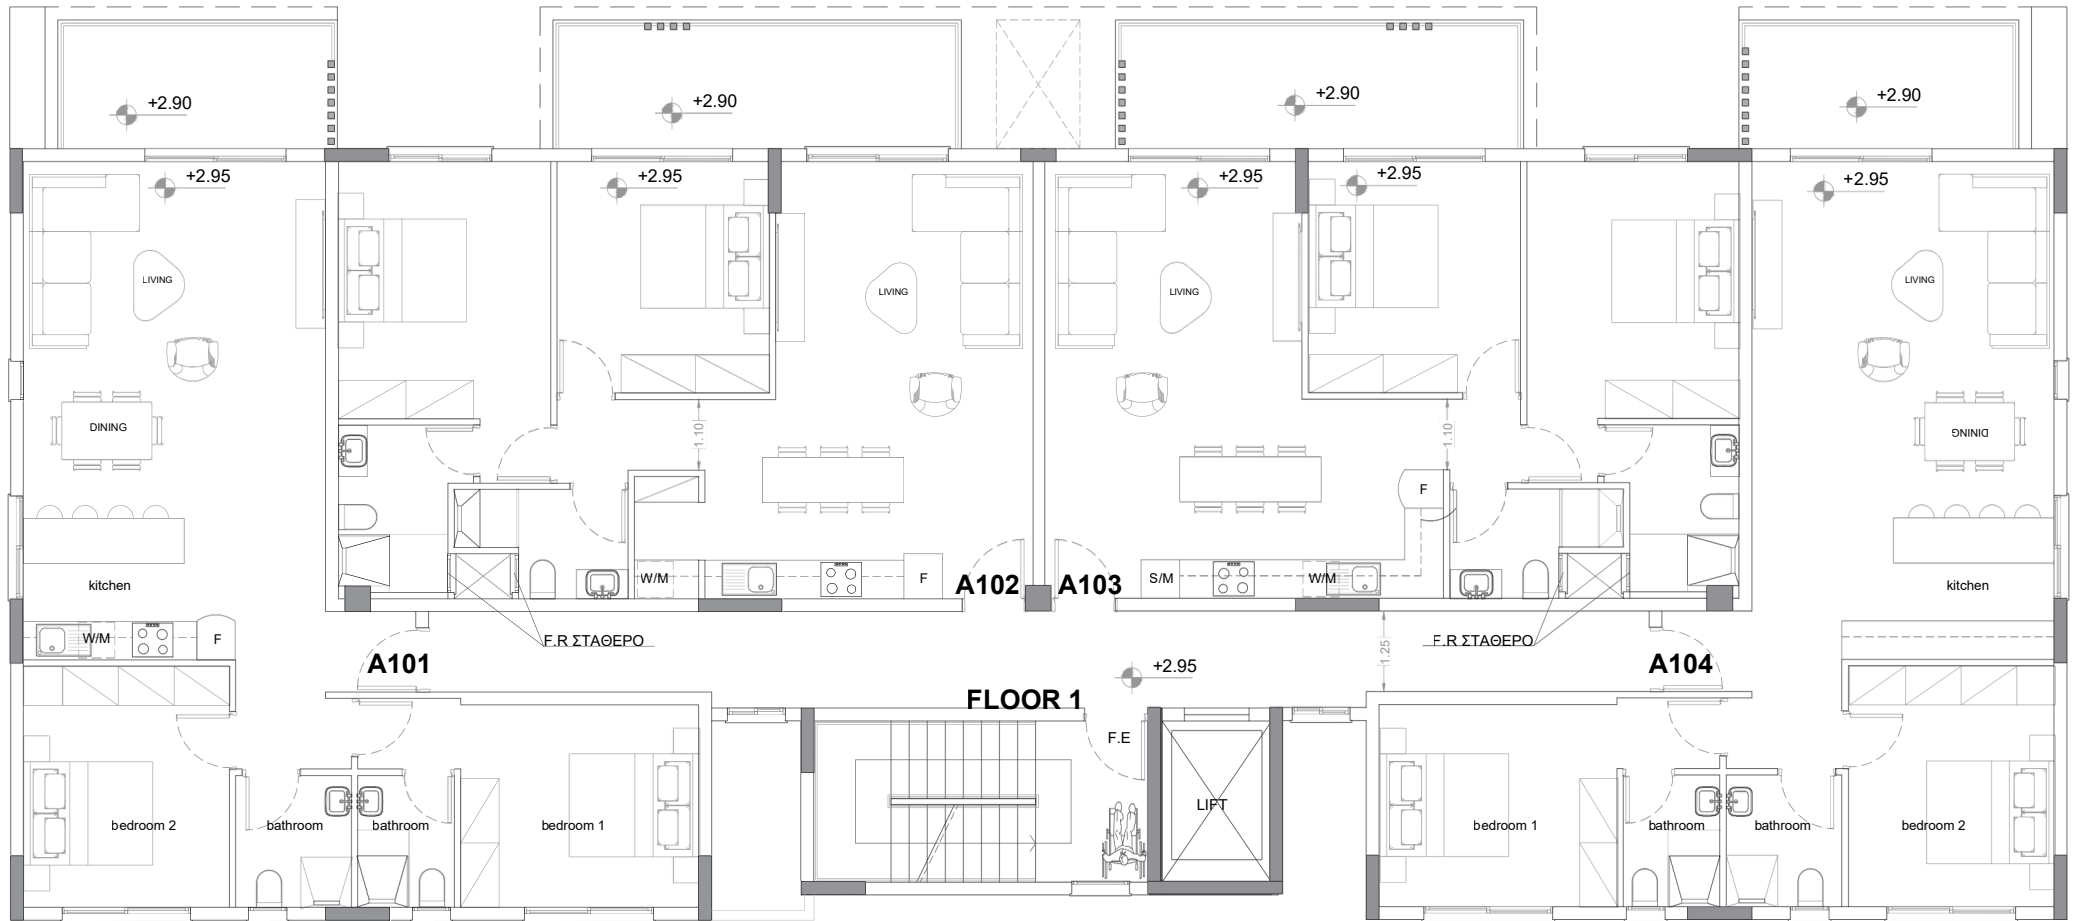 +2.90
+2.90
+2.90
+2.90
+2.95
+2.95
+2.95
+2.95
+2.95
LIVING
LIVING
LIVING
LIVING
DINING
1.10
1.10
DINING
F
kitchen
W/M
F
A102
A103
S/M
W/M
kitchen
W/M
F
F.R ΣΤΑΘΕΡΟ
F.R ΣΤΑΘΕΡΟ
1.25
A101
+2.95
A104
FLOOR 1
F.E
LIFT
bedroom 2
bathroom
bathroom
bedroom 1
bedroom 1
bathroom
bathroom
bedroom 2